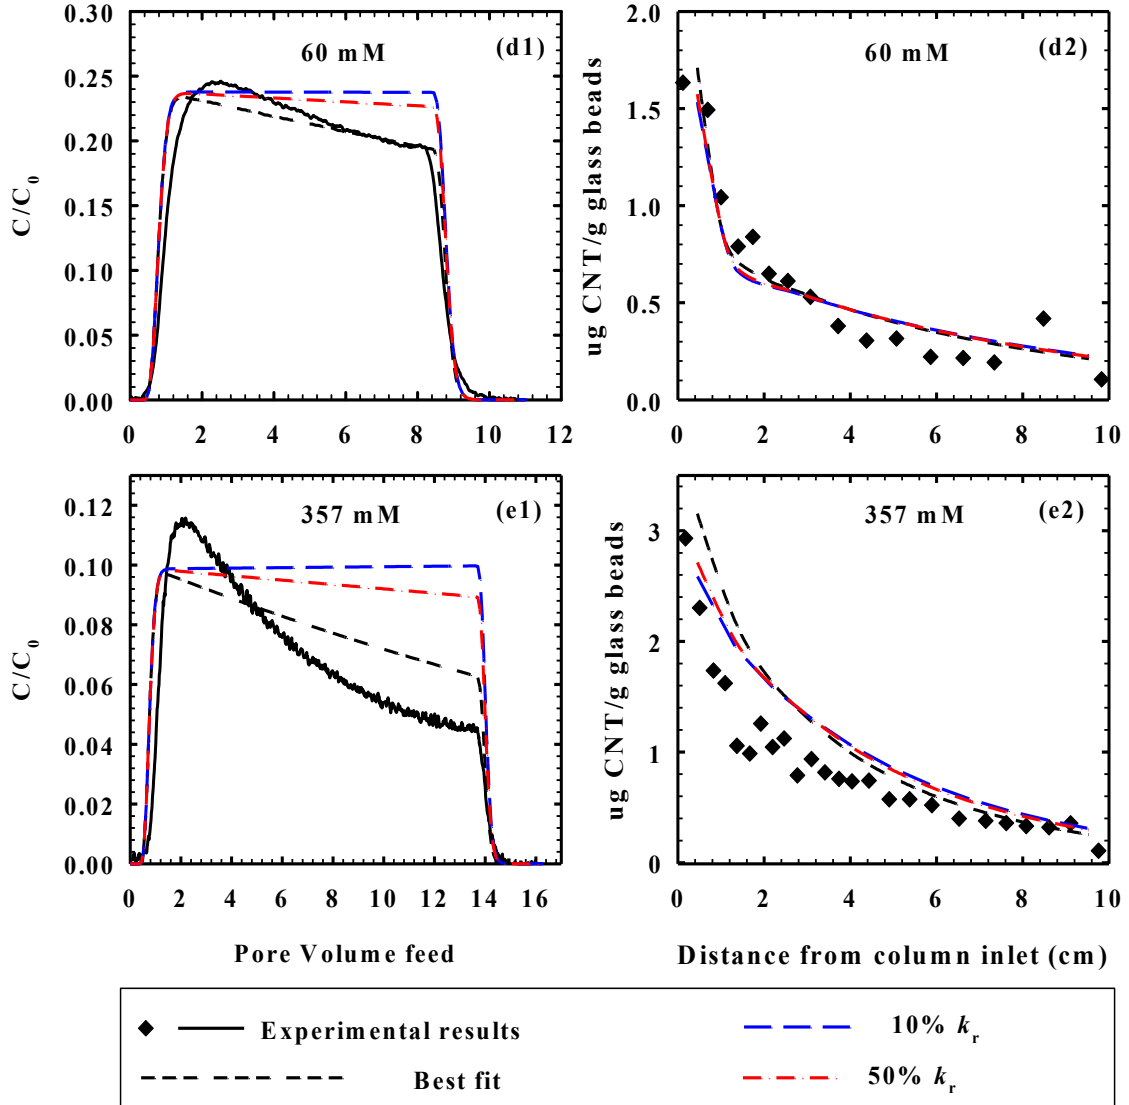 0.30
0.25
0.20
0.15
0.10
0.05
0.00
C/C0
60 mM
(d1)
0 2 4 6 8 10 12
2.0
1.5
1.0
0.5
0.0
ug CNT/g glass beads
60 mM
(d2)
0 2 4 6 8 10
0.12
0.10
0.08
0.06
0.04
0.02
0.00
C/C0
357 mM
(e1)
0 2 4 6 8 10 12 14 16
Pore Volume feed
3
2
1
0
ug CNT/g glass beads
357 mM
(e2)
0 2 4 6 8 10
Distance from column inlet (cm)
Experimental results
10% kr
Best fit
50% kr